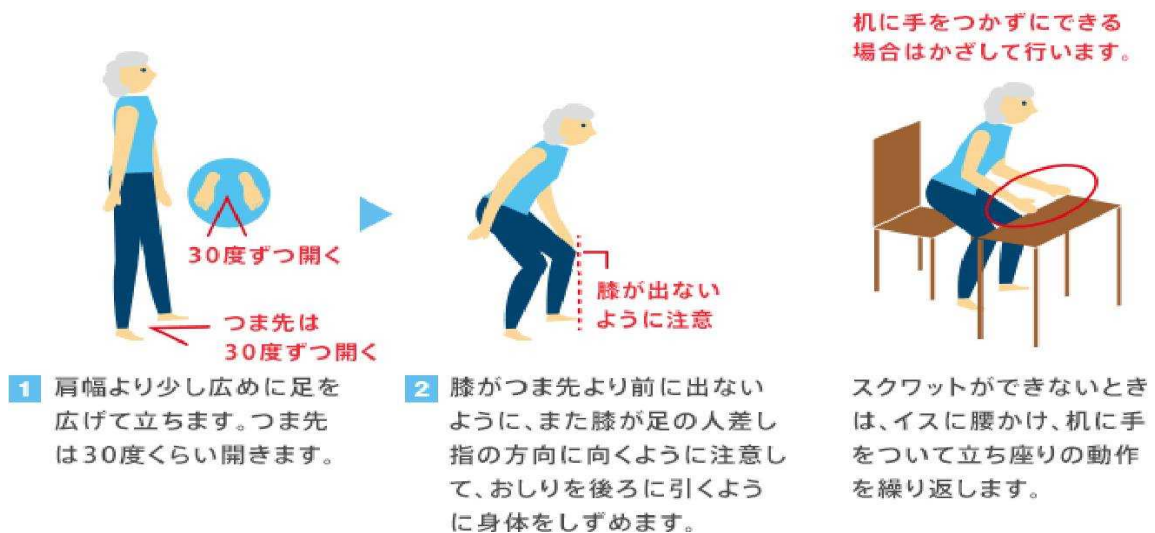 30度ずつ開く
つま先は
30度ずつ開く
1 肩幅より少し広めに足を
広げて立ちます。つま先
は30度くらい開きます。
膝が出ない
ように注意
2 膝がつま先より前に出ない
ように、また膝が足の人差し
指の方向に向くように注意し
て、おしりを後ろに引くよう
に身体をしずめます。
机に手をつかずにできる
場合はかざして行います。
スクワットができないとき
は、イスに腰かけ、机に手
をついて立ち座りの動作
を繰り返します。